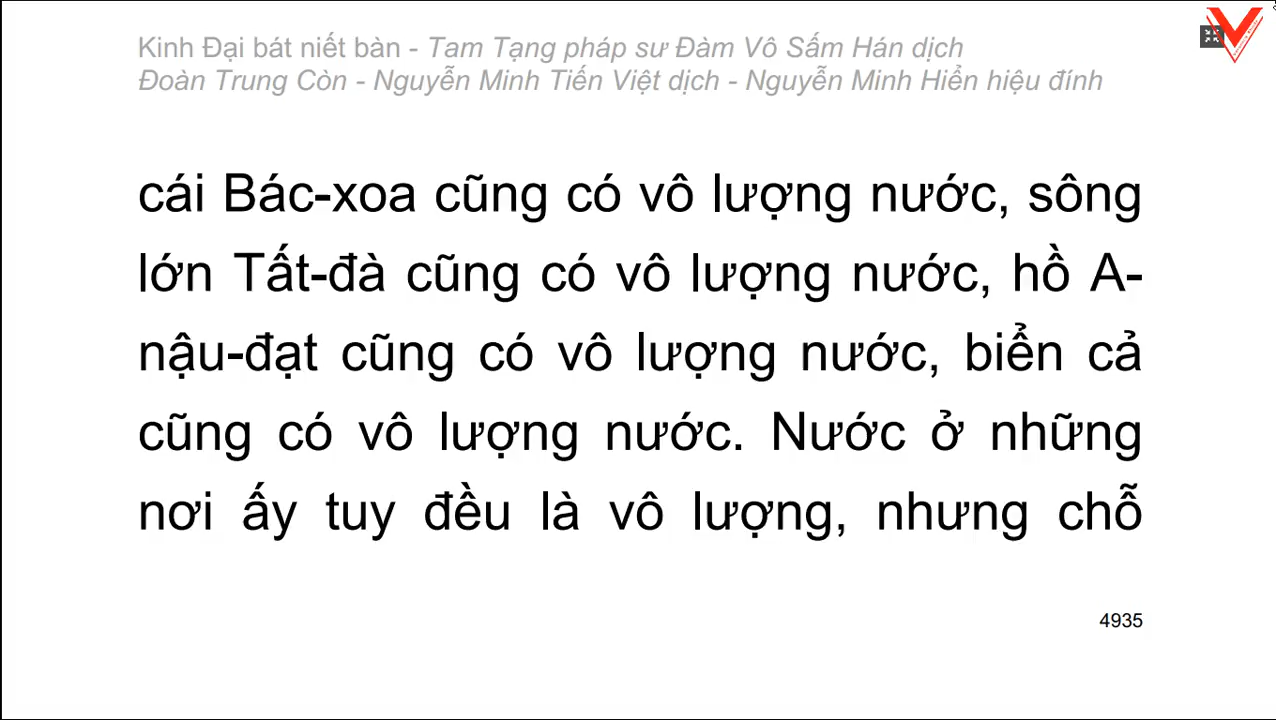 Kinh Đại bát niết bàn - Tam Tạng pháp sư Đàm Vô Sấm Hán dịch
Đoàn Trung Còn - Nguyễn Minh Tiến Việt dịch - Nguyễn Minh Hiển hiệu đính
cái Bác-xoa cũng có vô lượng nước, sông
lớn Tất-đà cũng có vô lượng nước, hồ A-
nậu-đạt cũng có vô lượng nước, biển cả
cũng có vô lượng nước. Nước ở những
nơi ấy tuy đều là vô lượng, nhưng chỗ
4935